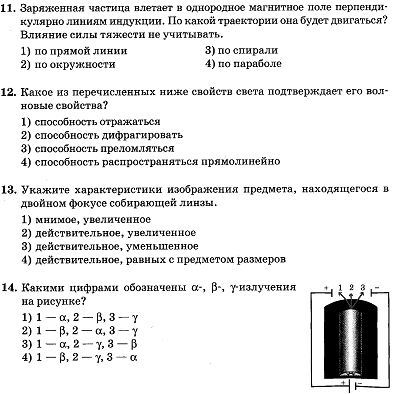 11. Заряженная частица влетает в однородное магнитное поле перпенди-
кулярно линиям индукции. По какой траектории она будет двигаться?
Влияние силы тяжести не учитывать.
1) по прямой линии
3) по спирали
2) по окружности
4) по параболе
12. Какое из перечисленных ниже свойств света подтверждает его вол-
новые свойства?
1) способность отражаться
2) способность дифрагировать
3) способность преломляться
4) способность распространяться прямолинейно
13. Укажите характеристики изображения предмета, находящегося в
двойном фокусе собирающей линзы.
1) мнимое, увеличенное
2) действительное, увеличенное
3) действительное, уменьшенное
4) действительное, равных с предметом размеров
14. Какими цифрами обозначены α-, β-, γ-излучения
на рисунке?
1) 1 — α, 2 — β, 3 — γ
2) 1 — β, 2 — α, 3 — γ
3) 1 — α, 2 — γ, 3 — β
4) 1 — β, 2 — γ, 3 — α
+ 1 2 3 −
+ −